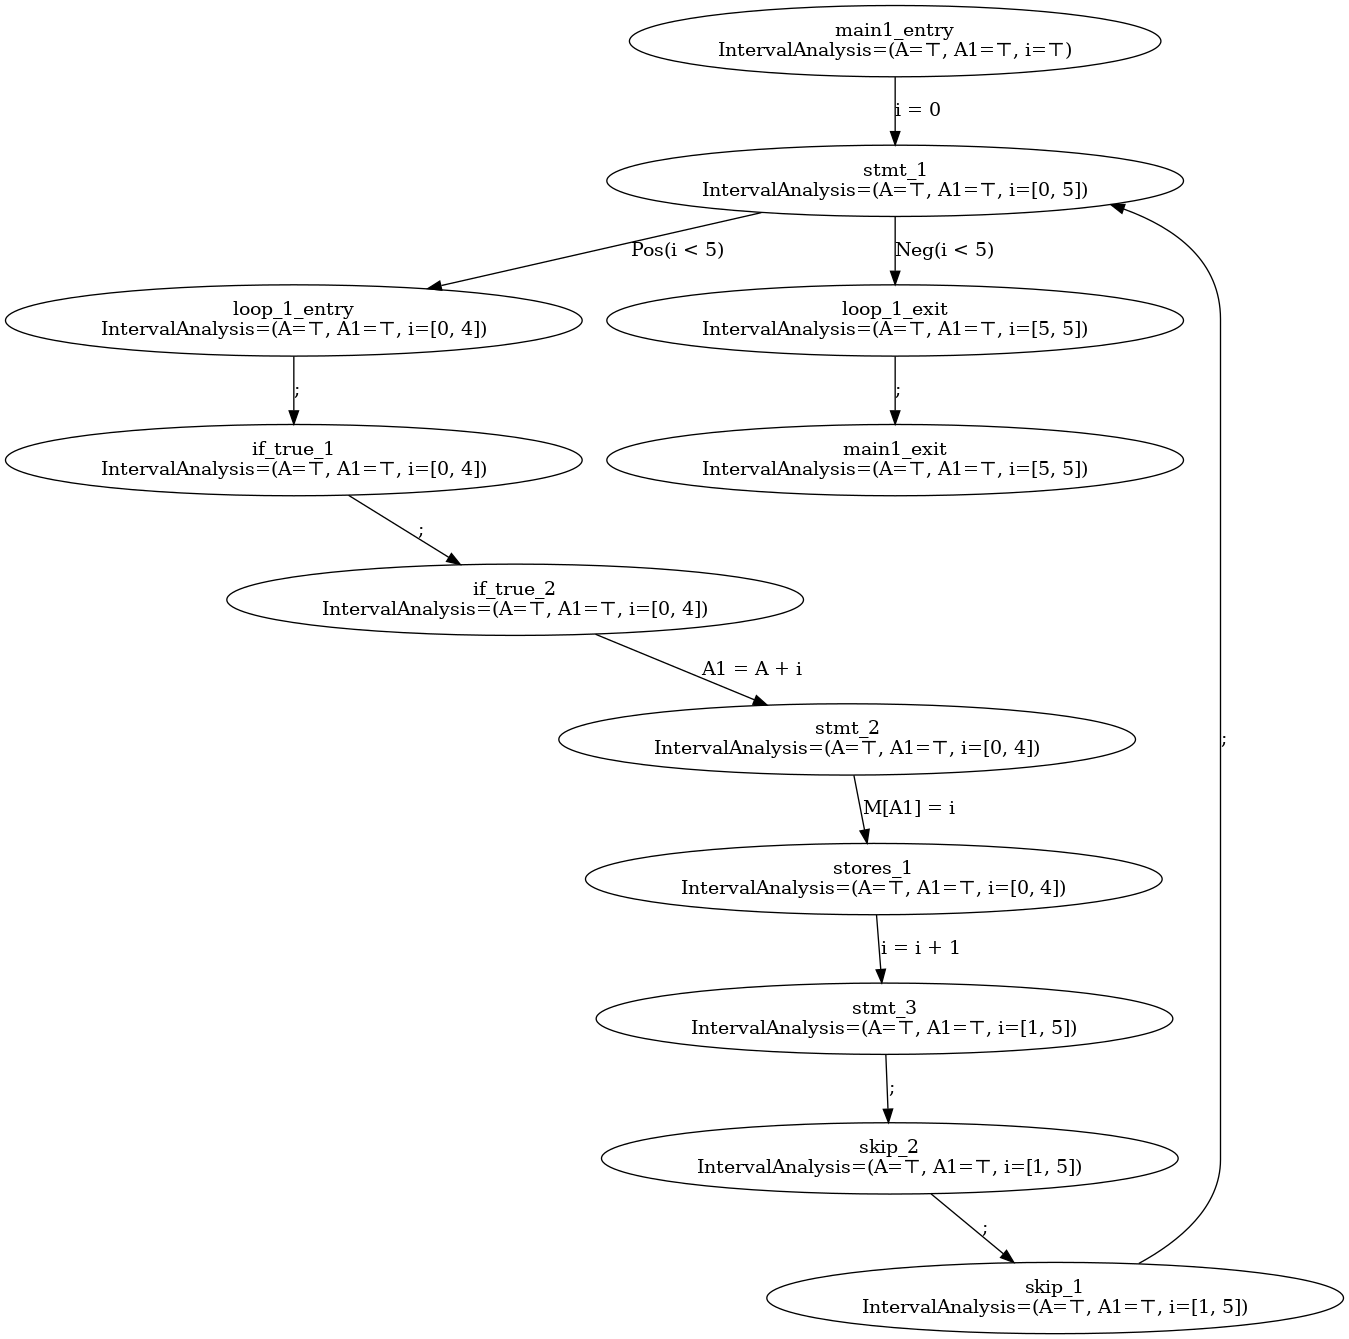 main1_entry
IntervalAnalysis=(A=⊤, A1=⊤, i=⊤)
i = 0
stmt_1
IntervalAnalysis=(A=⊤, A1=⊤, i=[0, 5])
Pos(i < 5)
Neg(i < 5)
loop_1_entry
IntervalAnalysis=(A=⊤, A1=⊤, i=[0, 4])
loop_1_exit
IntervalAnalysis=(A=⊤, A1=⊤, i=[5, 5])
;
;
if_true_1
IntervalAnalysis=(A=⊤, A1=⊤, i=[0, 4])
main1_exit
IntervalAnalysis=(A=⊤, A1=⊤, i=[5, 5])
;
if_true_2
IntervalAnalysis=(A=⊤, A1=⊤, i=[0, 4])
A1 = A + i
stmt_2
IntervalAnalysis=(A=⊤, A1=⊤, i=[0, 4])
;
M[A1] = i
stores_1
IntervalAnalysis=(A=⊤, A1=⊤, i=[0, 4])
i = i + 1
stmt_3
IntervalAnalysis=(A=⊤, A1=⊤, i=[1, 5])
;
skip_2
IntervalAnalysis=(A=⊤, A1=⊤, i=[1, 5])
;
skip_1
IntervalAnalysis=(A=⊤, A1=⊤, i=[1, 5])